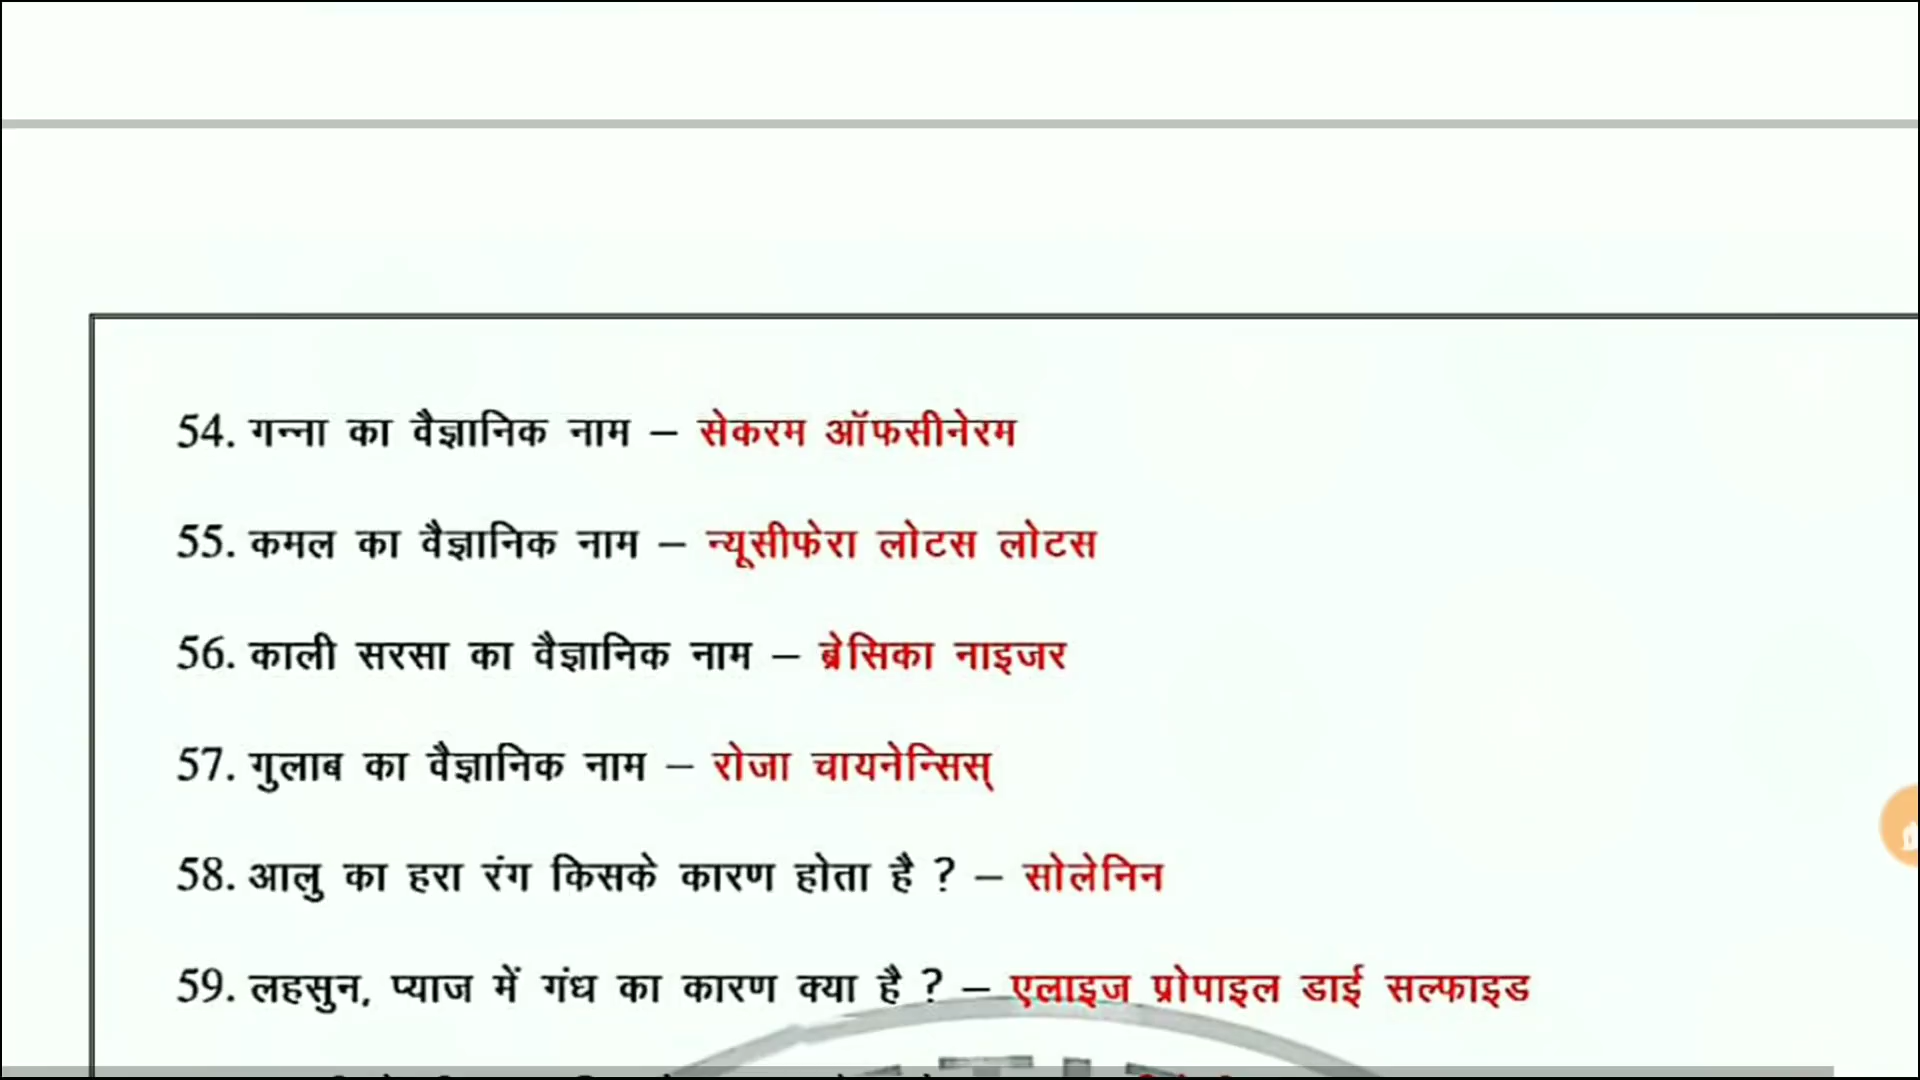 54. गन्ना का वैज्ञानिक नाम – सेकरम ऑफसीनेरम
55. कमल का वैज्ञानिक नाम – न्यूसीफेरा लोटस लोटस
56. काली सरसा का वैज्ञानिक नाम – ब्रेसिका नाइजर
57. गुलाब का वैज्ञानिक नाम – रोजा चायनेन्सिस्
58. आलु का हरा रंग किसके कारण होता है ? – सोलेनिन
59. लहसुन, प्याज में गंध का कारण क्या है ? – एलाइज प्रोपाइल डाई सल्फाइड